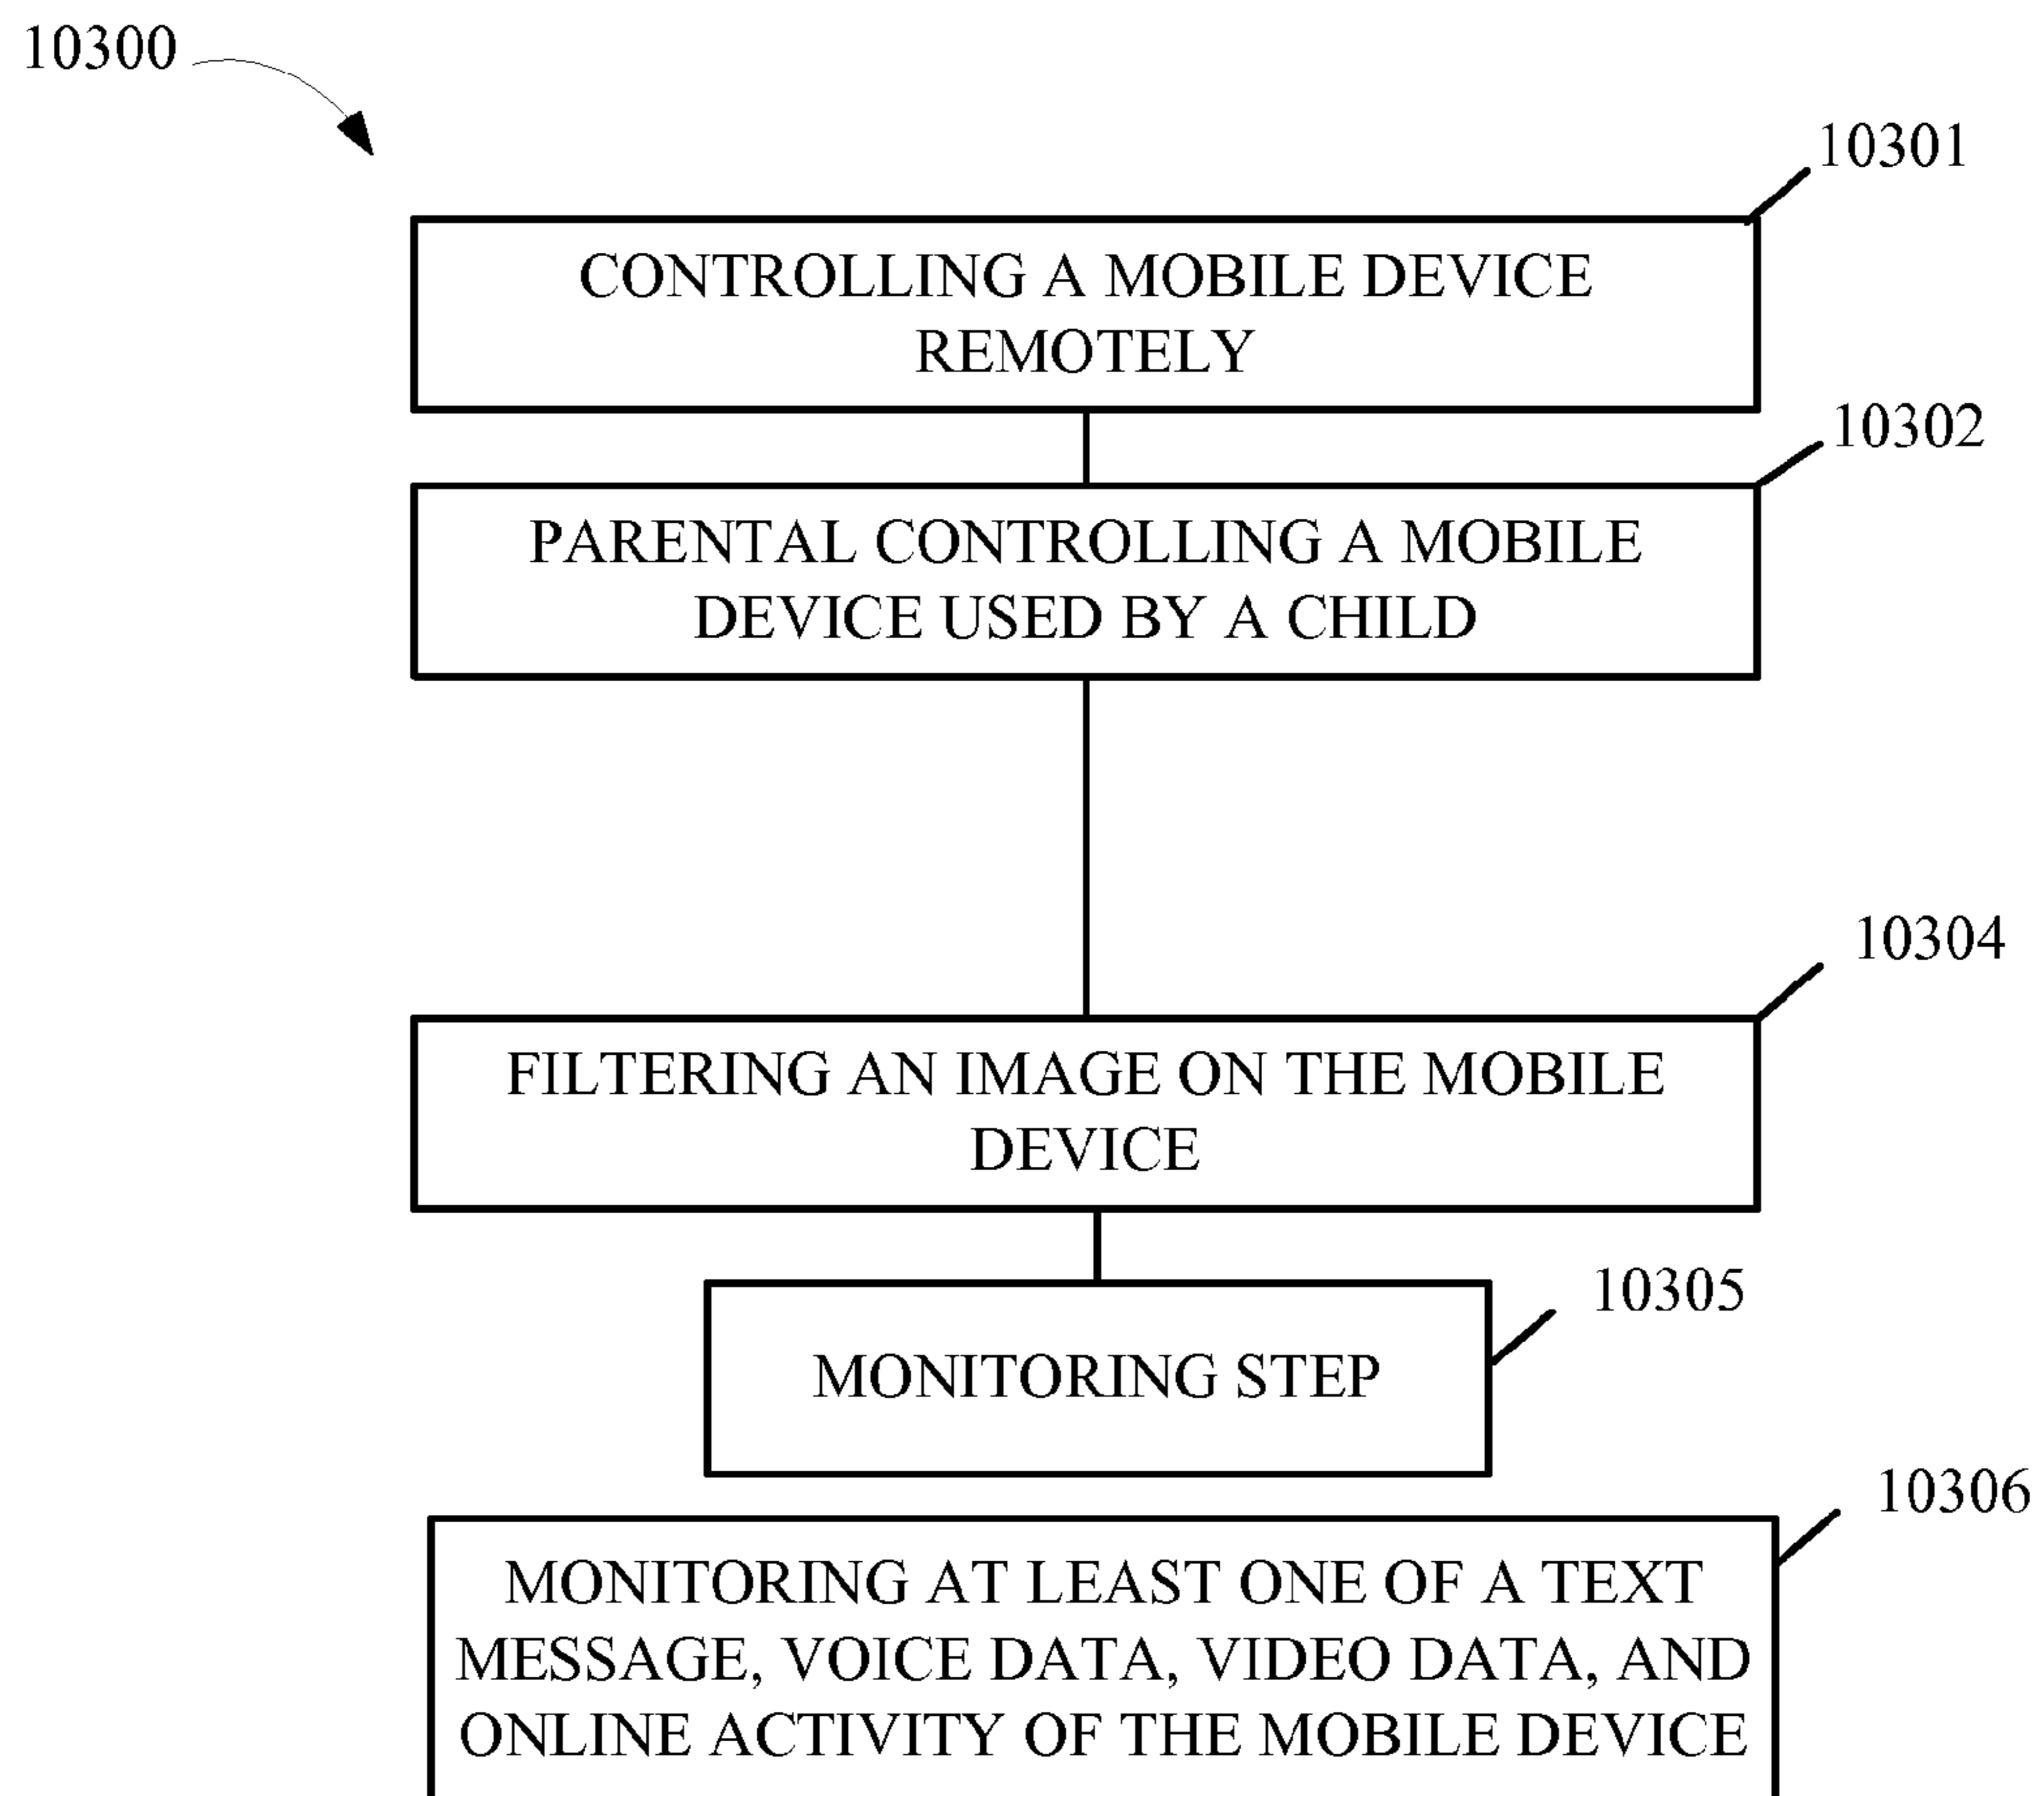 10300
10301
CONTROLLING A MOBILE DEVICE
REMOTELY
10302
PARENTAL CONTROLLING A MOBILE
DEVICE USED BY A CHILD
10304
FILTERING AN IMAGE ON THE MOBILE
DEVICE
10305
MONITORING STEP
10306
MONITORING AT LEAST ONE OF A TEXT
MESSAGE, VOICE DATA, VIDEO DATA, AND
ONLINE ACTIVITY OF THE MOBILE DEVICE